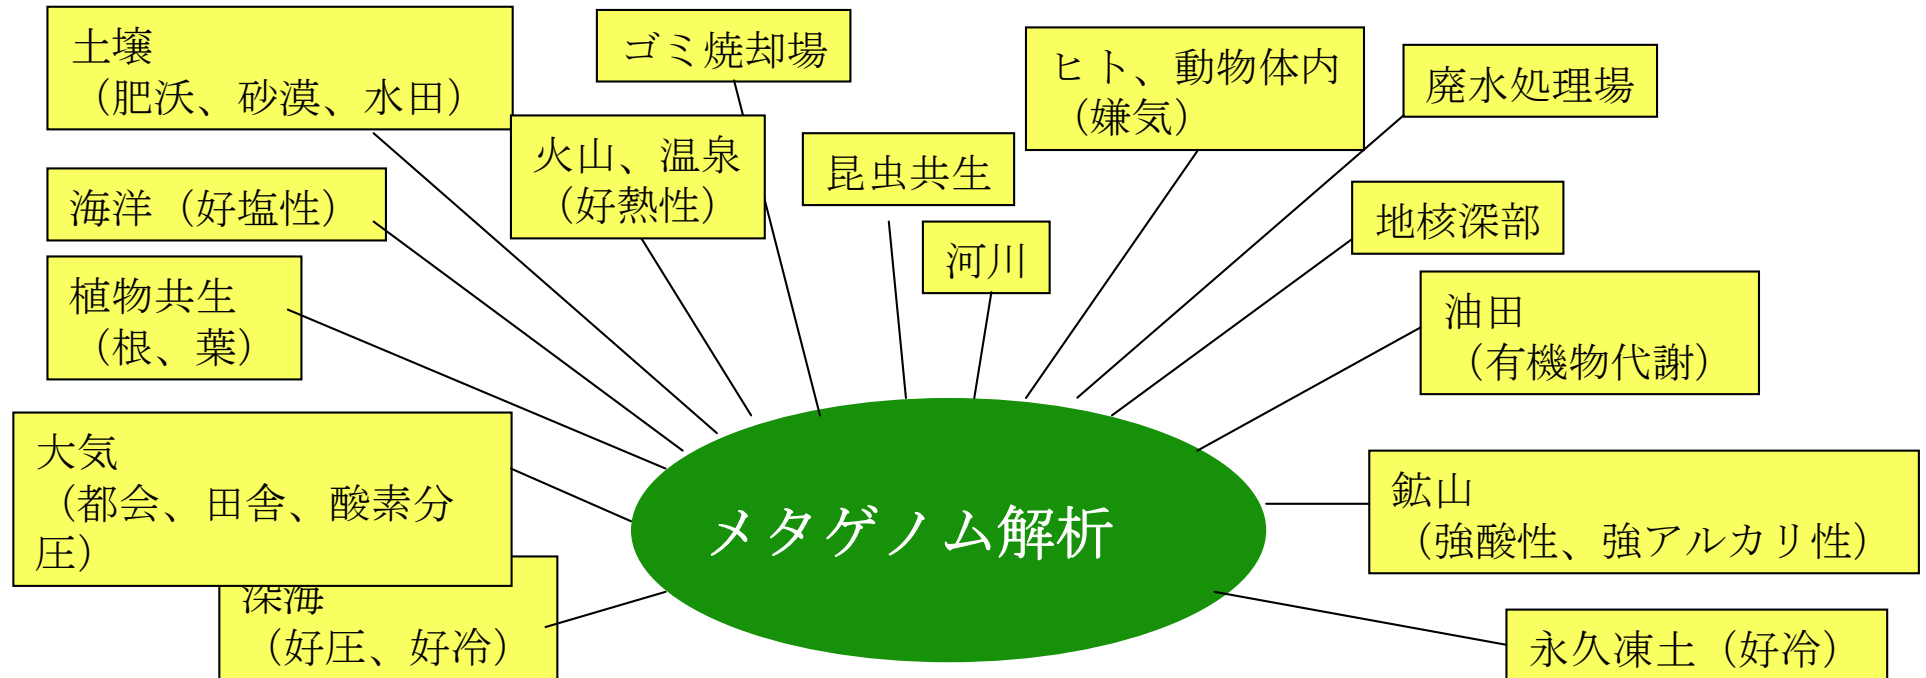 土壌
（肥沃、砂漠、水田）
ゴミ焼却場
ヒト、動物体内
（嫌気）
廃水処理場
火山、温泉
（好熱性）
昆虫共生
海洋（好塩性）
地核深部
河川
植物共生
（根、葉）
油田
（有機物代謝）
大気
（都会、田舎、酸素分
圧）
メタゲノム解析
鉱山
（強酸性、強アルカリ性）
深海
（好圧、好冷）
永久凍土（好冷）